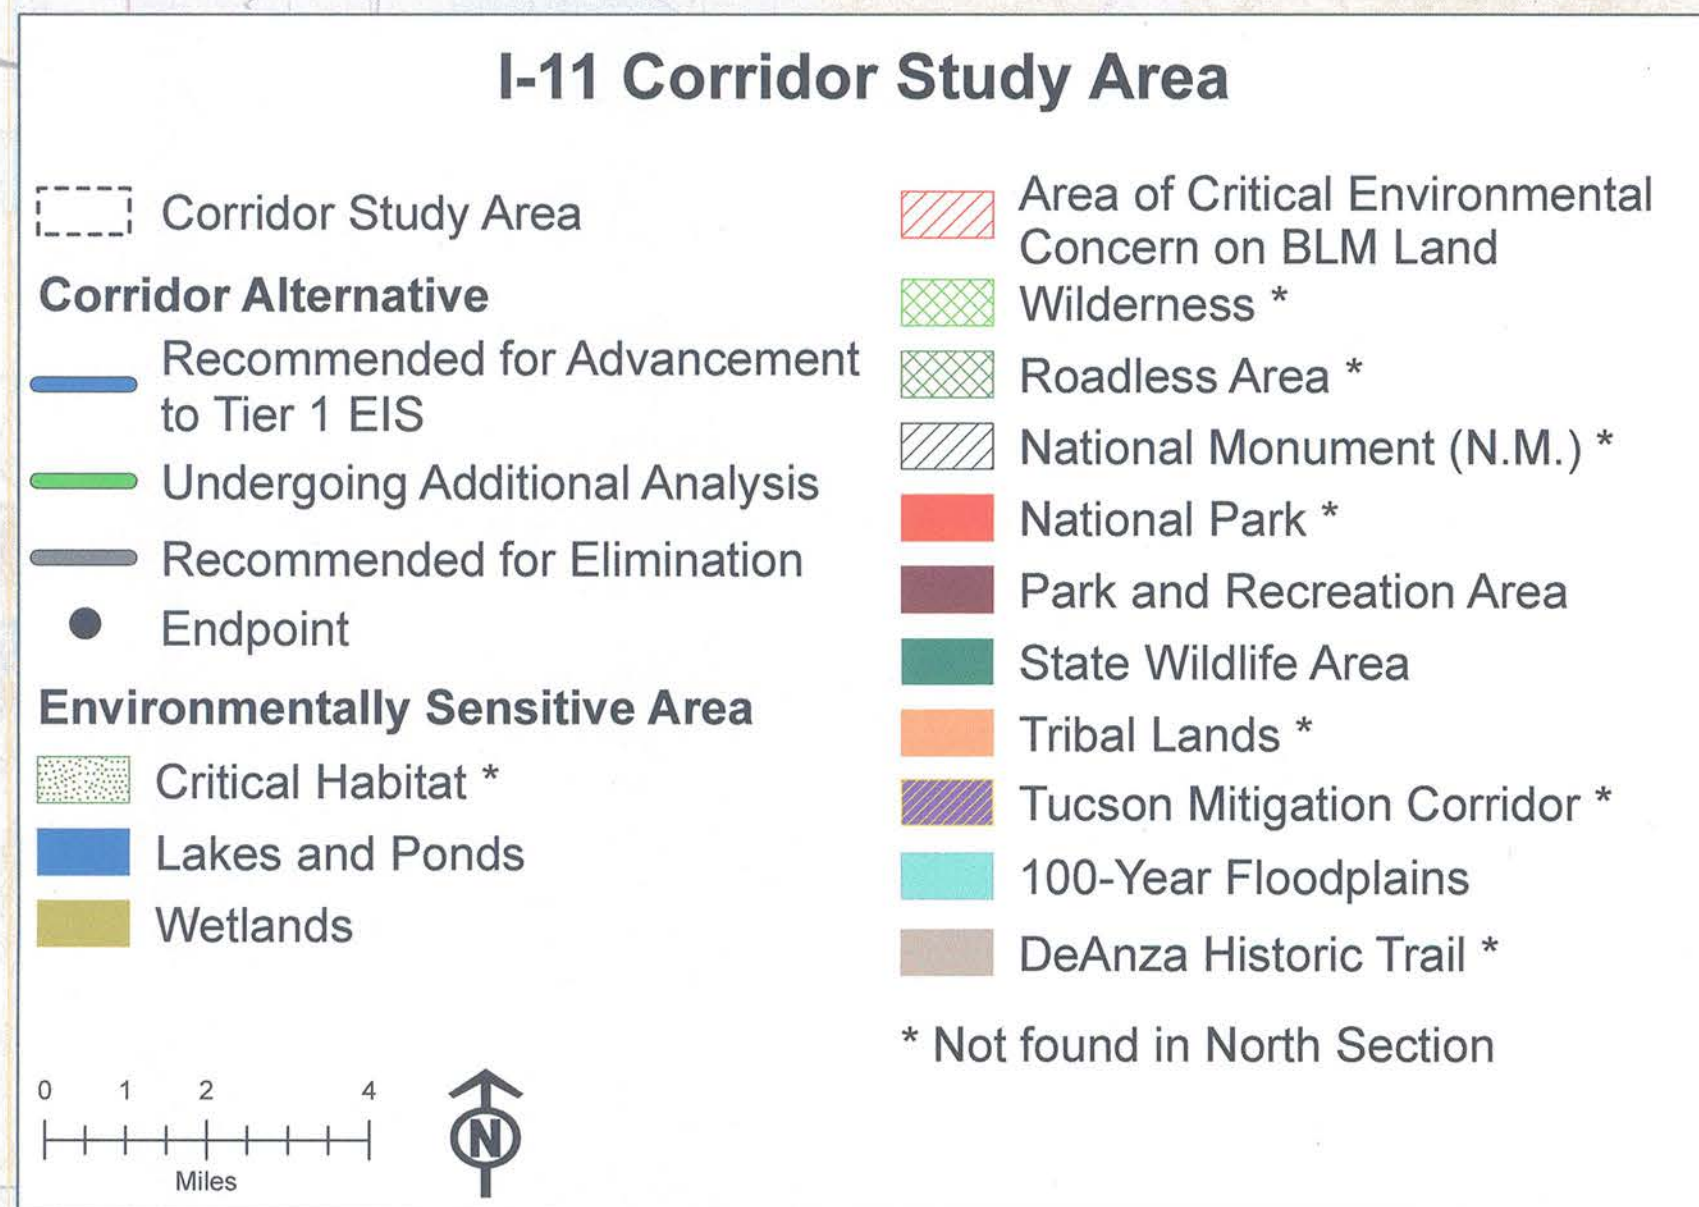 I-11 Corridor Study Area
Corridor Study Area
Corridor Alternative
Recommended for Advancement
to Tier 1 EIS
Undergoing Additional Analysis
Recommended for Elimination
Endpoint
Environmentally Sensitive Area
Critical Habitat *
Lakes and Ponds
Wetlands
0 1 2 4
Miles
N
Area of Critical Environmental
Concern on BLM Land
Wilderness *
Roadless Area *
National Monument (N.M.) *
National Park *
Park and Recreation Area
State Wildlife Area
Tribal Lands *
Tucson Mitigation Corridor *
100-Year Floodplains
DeAnza Historic Trail *
* Not found in North Section